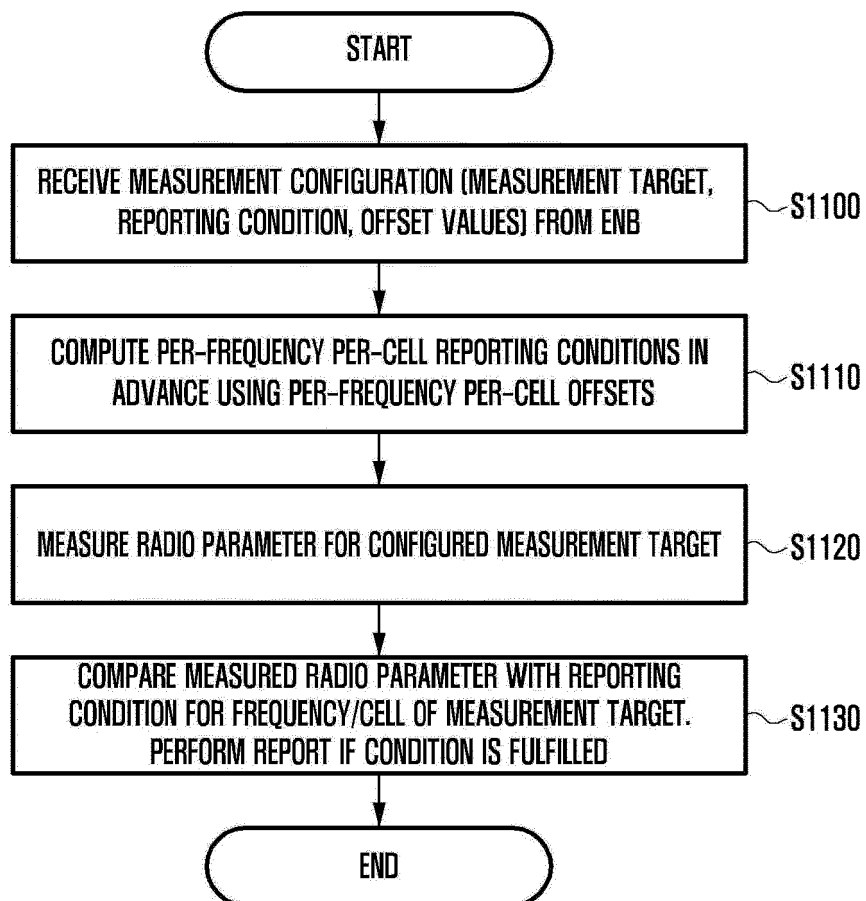 START
RECEIVE MEASUREMENT CONFIGURATION (MEASUREMENT TARGET,
REPORTING CONDITION, OFFSET VALUES) FROM ENB
S1100
COMPUTE PER-FREQUENCY PER-CELL REPORTING CONDITIONS IN
ADVANCE USING PER-FREQUENCY PER-CELL OFFSETS
S1110
MEASURE RADIO PARAMETER FOR CONFIGURED MEASUREMENT TARGET
S1120
COMPARE MEASURED RADIO PARAMETER WITH REPORTING
CONDITION FOR FREQUENCY/CELL OF MEASUREMENT TARGET.
PERFORM REPORT IF CONDITION IS FULFILLED
S1130
END